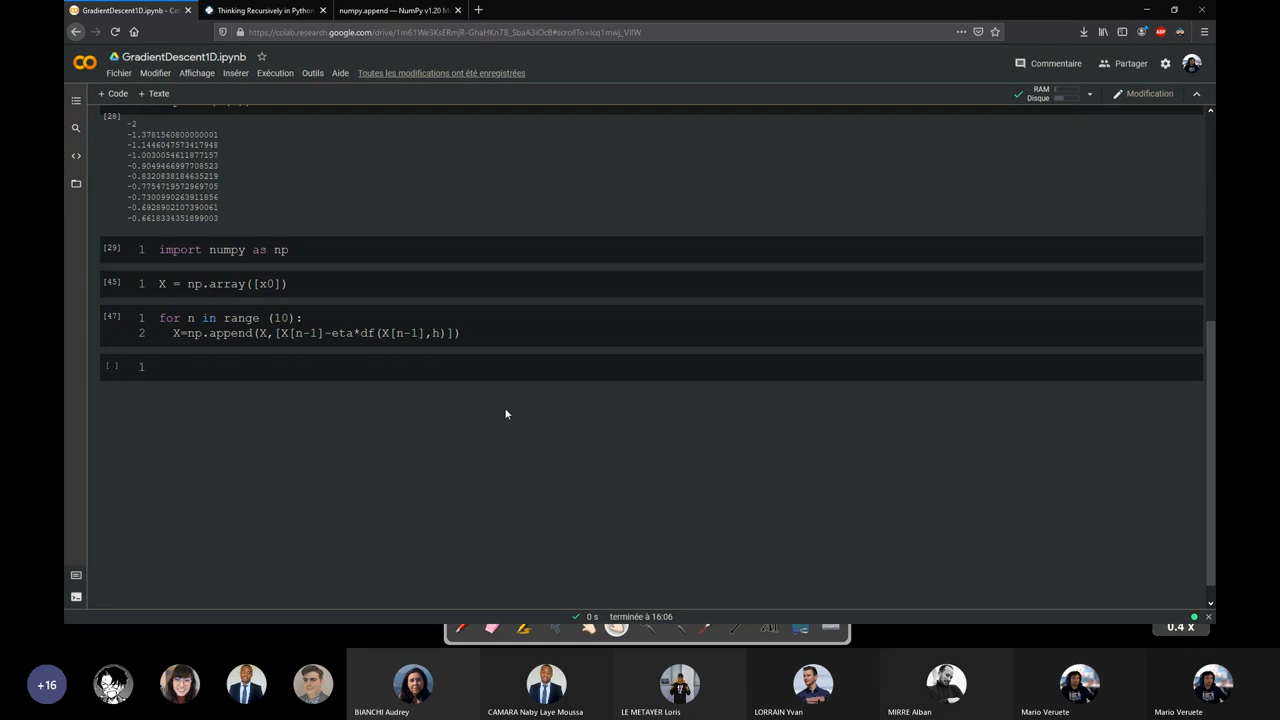 GradientDescent1D.ipynb - Co
Thinking Recursively in Python
numpy.append — NumPy v1.20 M
https://colab.research.google.com/drive/1m61We3KsERmjR-GhaHKn7B_SbaA3iOcB#scrollTo=lcq1mwj_VIIW
GradientDescent1D.ipynb
Fichier Modifier Affichage Insérer Exécution Outils Aide Toutes les modifications ont été enregistrées
Commentaire Partager
+ Code + Texte
RAM
Disque
Modification
[28]
-2
-1.3781560800000001
-1.1446047573417948
-1.0030054611877157
-0.9049466997708523
-0.8320838184635219
-0.7754719572969705
-0.7300990263911856
-0.6928902107390061
-0.6618334351899003
[29] 1 import numpy as np
[45] 1 X = np.array([x0])
[47] 1 for n in range (10):
2 X=np.append(X,[X[n-1]-eta*df(X[n-1],h)])
[ ] 1
0 s terminée à 16:06
0.4 x
+16
BIANCHI Audrey
CAMARA Naby Laye Moussa
LE METAYER Loris
LORRAIN Yvan
MIRRE Alban
Mario Veruete
Mario Veruete